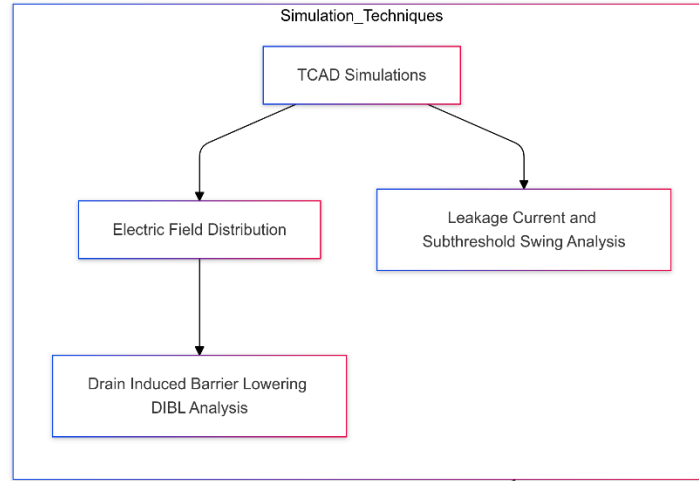 Simulation_Techniques
TCAD Simulations
Electric Field Distribution
Leakage Current and
Subthreshold Swing Analysis
Drain Induced Barrier Lowering
DIBL Analysis